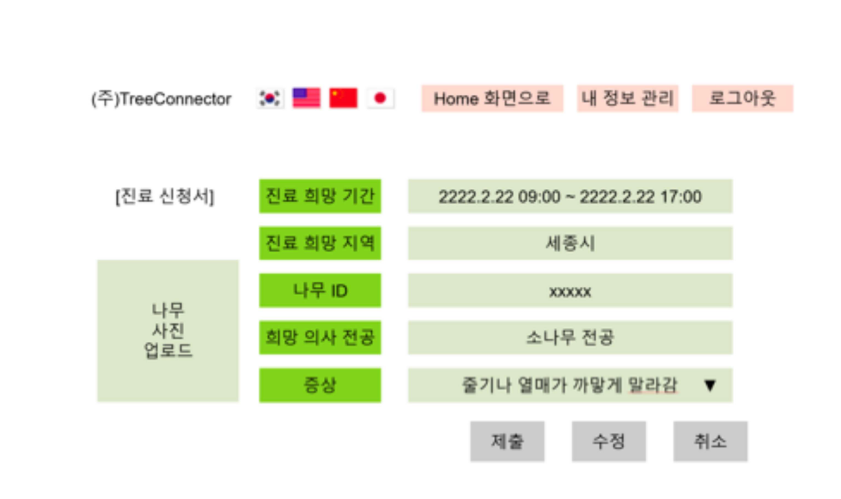 (주)TreeConnector
Home 화면으로
내 정보 관리
로그아웃
[진료 신청서]
진료 희망 기간
2222.2.22 09:00 ~ 2222.2.22 17:00
진료 희망 지역
세종시
나무
사진
업로드
나무 ID
xxxxx
희망 의사 전공
소나무 전공
증상
줄기나 열매가 까맣게 말라감 ▼
제출
수정
취소